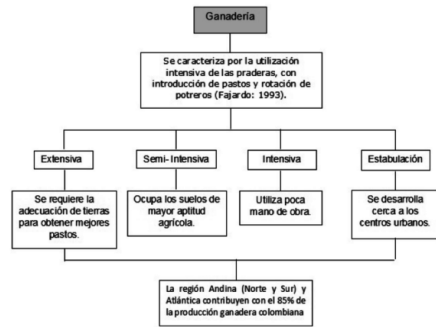 Ganadería
Se caracteriza por la utilización
intensiva de las praderas, con
introducción de pastos y rotación de
potreros (Fajardo: 1993).
Extensiva
Semi- Intensiva
Intensiva
Estabulación
Se requiere la
adecuación de tierras
para obtener mejores
pastos.
Ocupa los suelos de
mayor aptitud
agrícola.
Utiliza poca
mano de obra.
Se desarrolla
cerca a los
centros urbanos.
La región Andina (Norte y Sur) y
Atlántica contribuyen con el 85% de
la producción ganadera colombiana